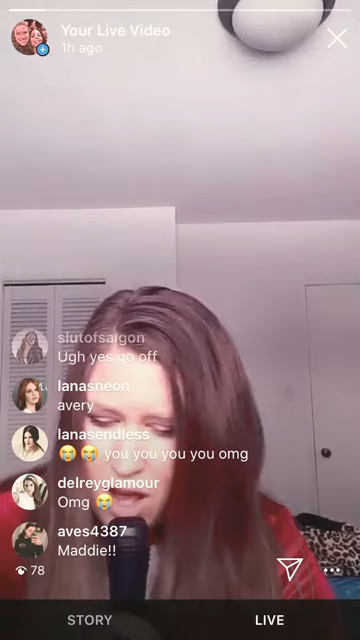 Your Live Video
1h ago
slutofsaigon
Ugh yes go off
lanasneon
avery
lanasendless
😭😭 you you you you omg
delreyglamour
Omg 😭
aves4387
Maddie!!
78
STORY
LIVE